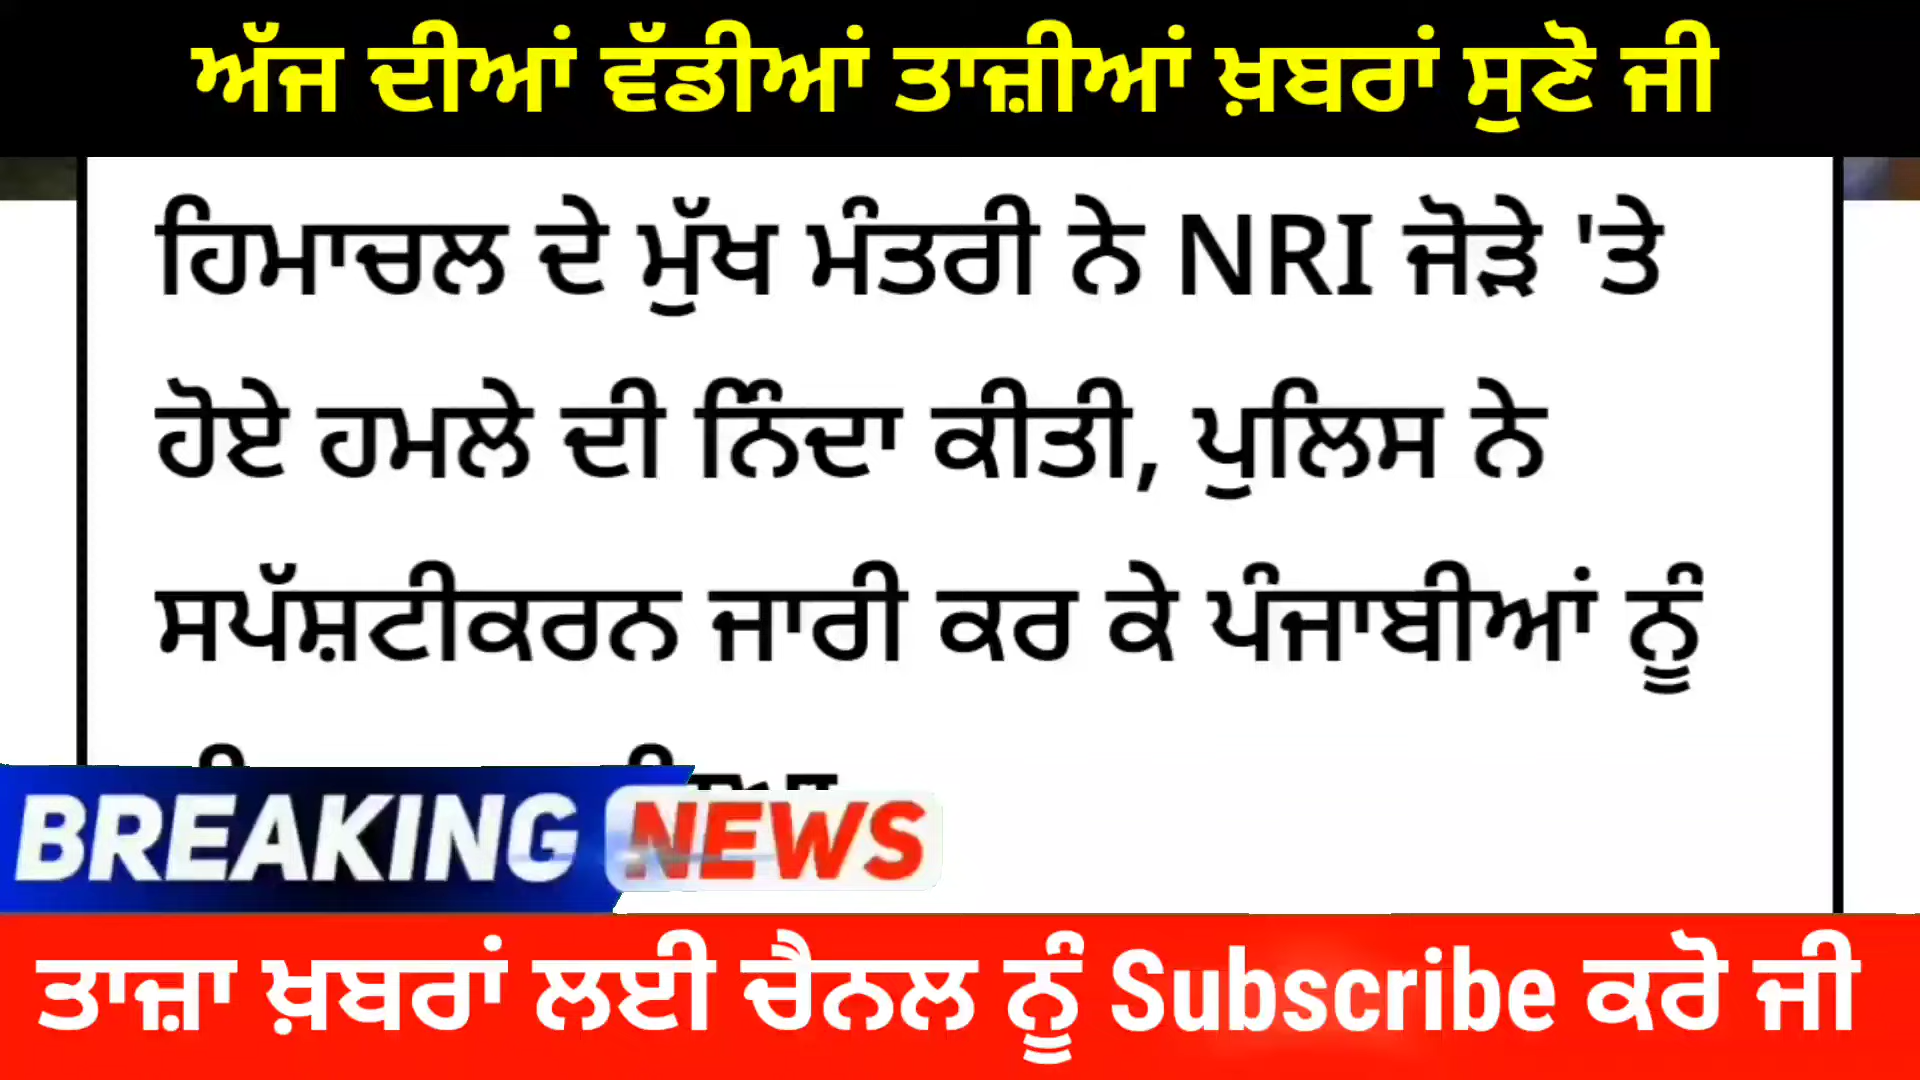 ਅੱਜ ਦੀਆਂ ਵੱਡੀਆਂ ਤਾਜ਼ੀਆਂ ਖ਼ਬਰਾਂ ਸੁਣੋ ਜੀ
ਹਿਮਾਚਲ ਦੇ ਮੁੱਖ ਮੰਤਰੀ ਨੇ NRI ਜੋੜੇ 'ਤੇ
ਹੋਏ ਹਮਲੇ ਦੀ ਨਿੰਦਾ ਕੀਤੀ, ਪੁਲਿਸ ਨੇ
ਸਪੱਸ਼ਟੀਕਰਨ ਜਾਰੀ ਕਰ ਕੇ ਪੰਜਾਬੀਆਂ ਨੂੰ
BREAKING NEWS
ਤਾਜ਼ਾ ਖ਼ਬਰਾਂ ਲਈ ਚੈਨਲ ਨੂੰ Subscribe ਕਰੋ ਜੀ